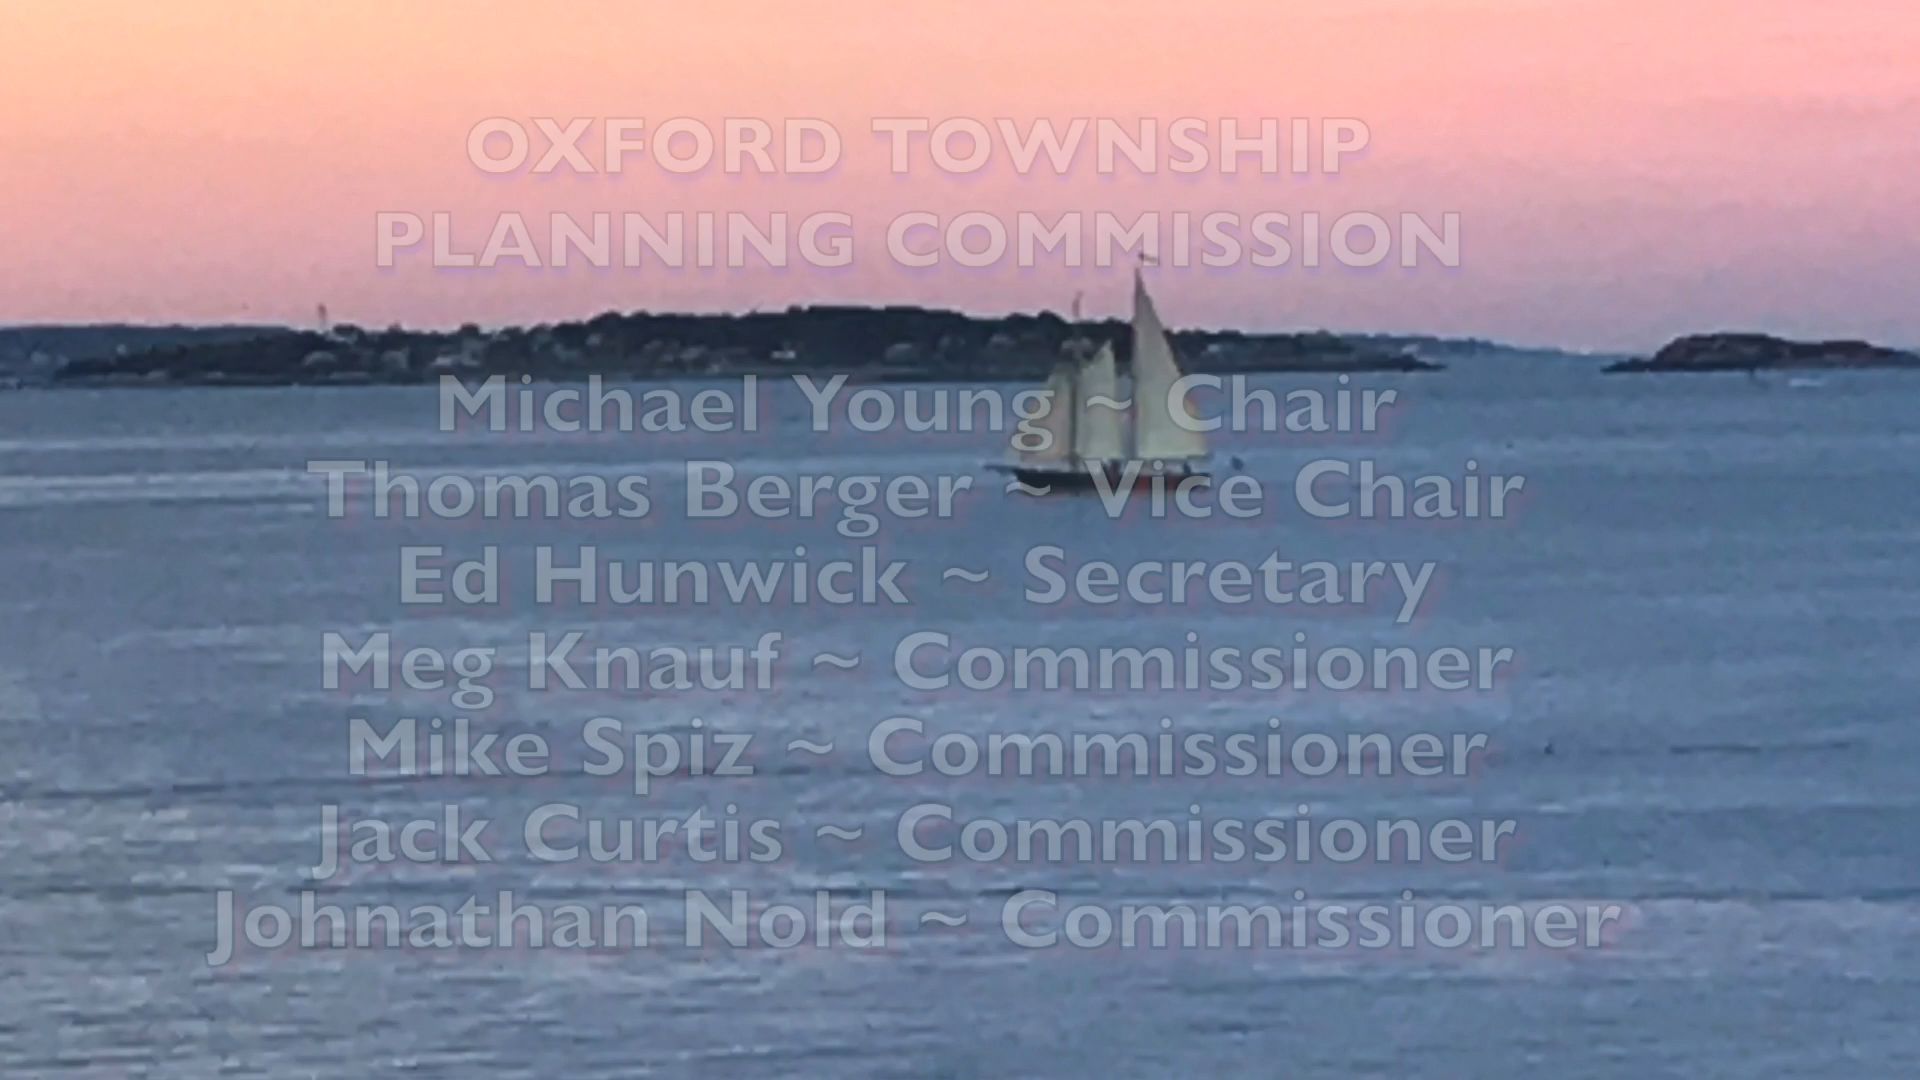 OXFORD TOWNSHIP
PLANNING COMMISSION
Michael Young ~ Chair
Thomas Berger ~ Vice Chair
Ed Hunwick ~ Secretary
Meg Knauf ~ Commissioner
Mike Spiz ~ Commissioner
Jack Curtis ~ Commissioner
Johnathan Nold ~ Commissioner